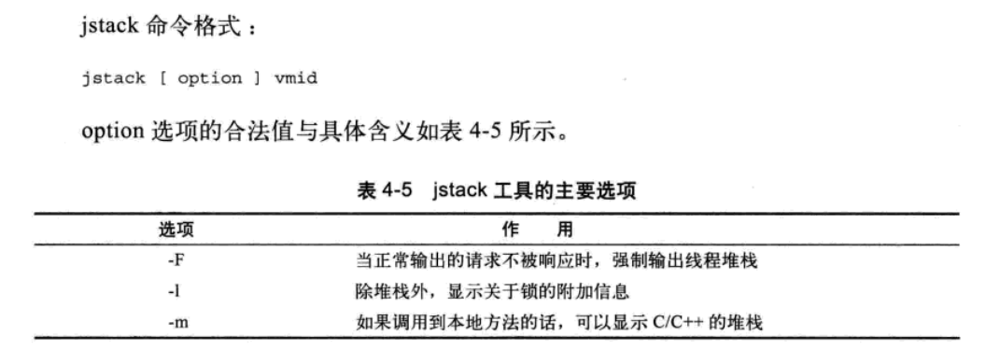 jstack 命令格式：
jstack [ option ] vmid
option 选项的合法值与具体含义如表 4-5 所示。
表 4-5 jstack 工具的主要选项
选项 作 用
-F 当正常输出的请求不被响应时，强制输出线程堆栈
-l 除堆栈外，显示关于锁的附加信息
-m 如果调用到本地方法的话，可以显示 C/C++ 的堆栈